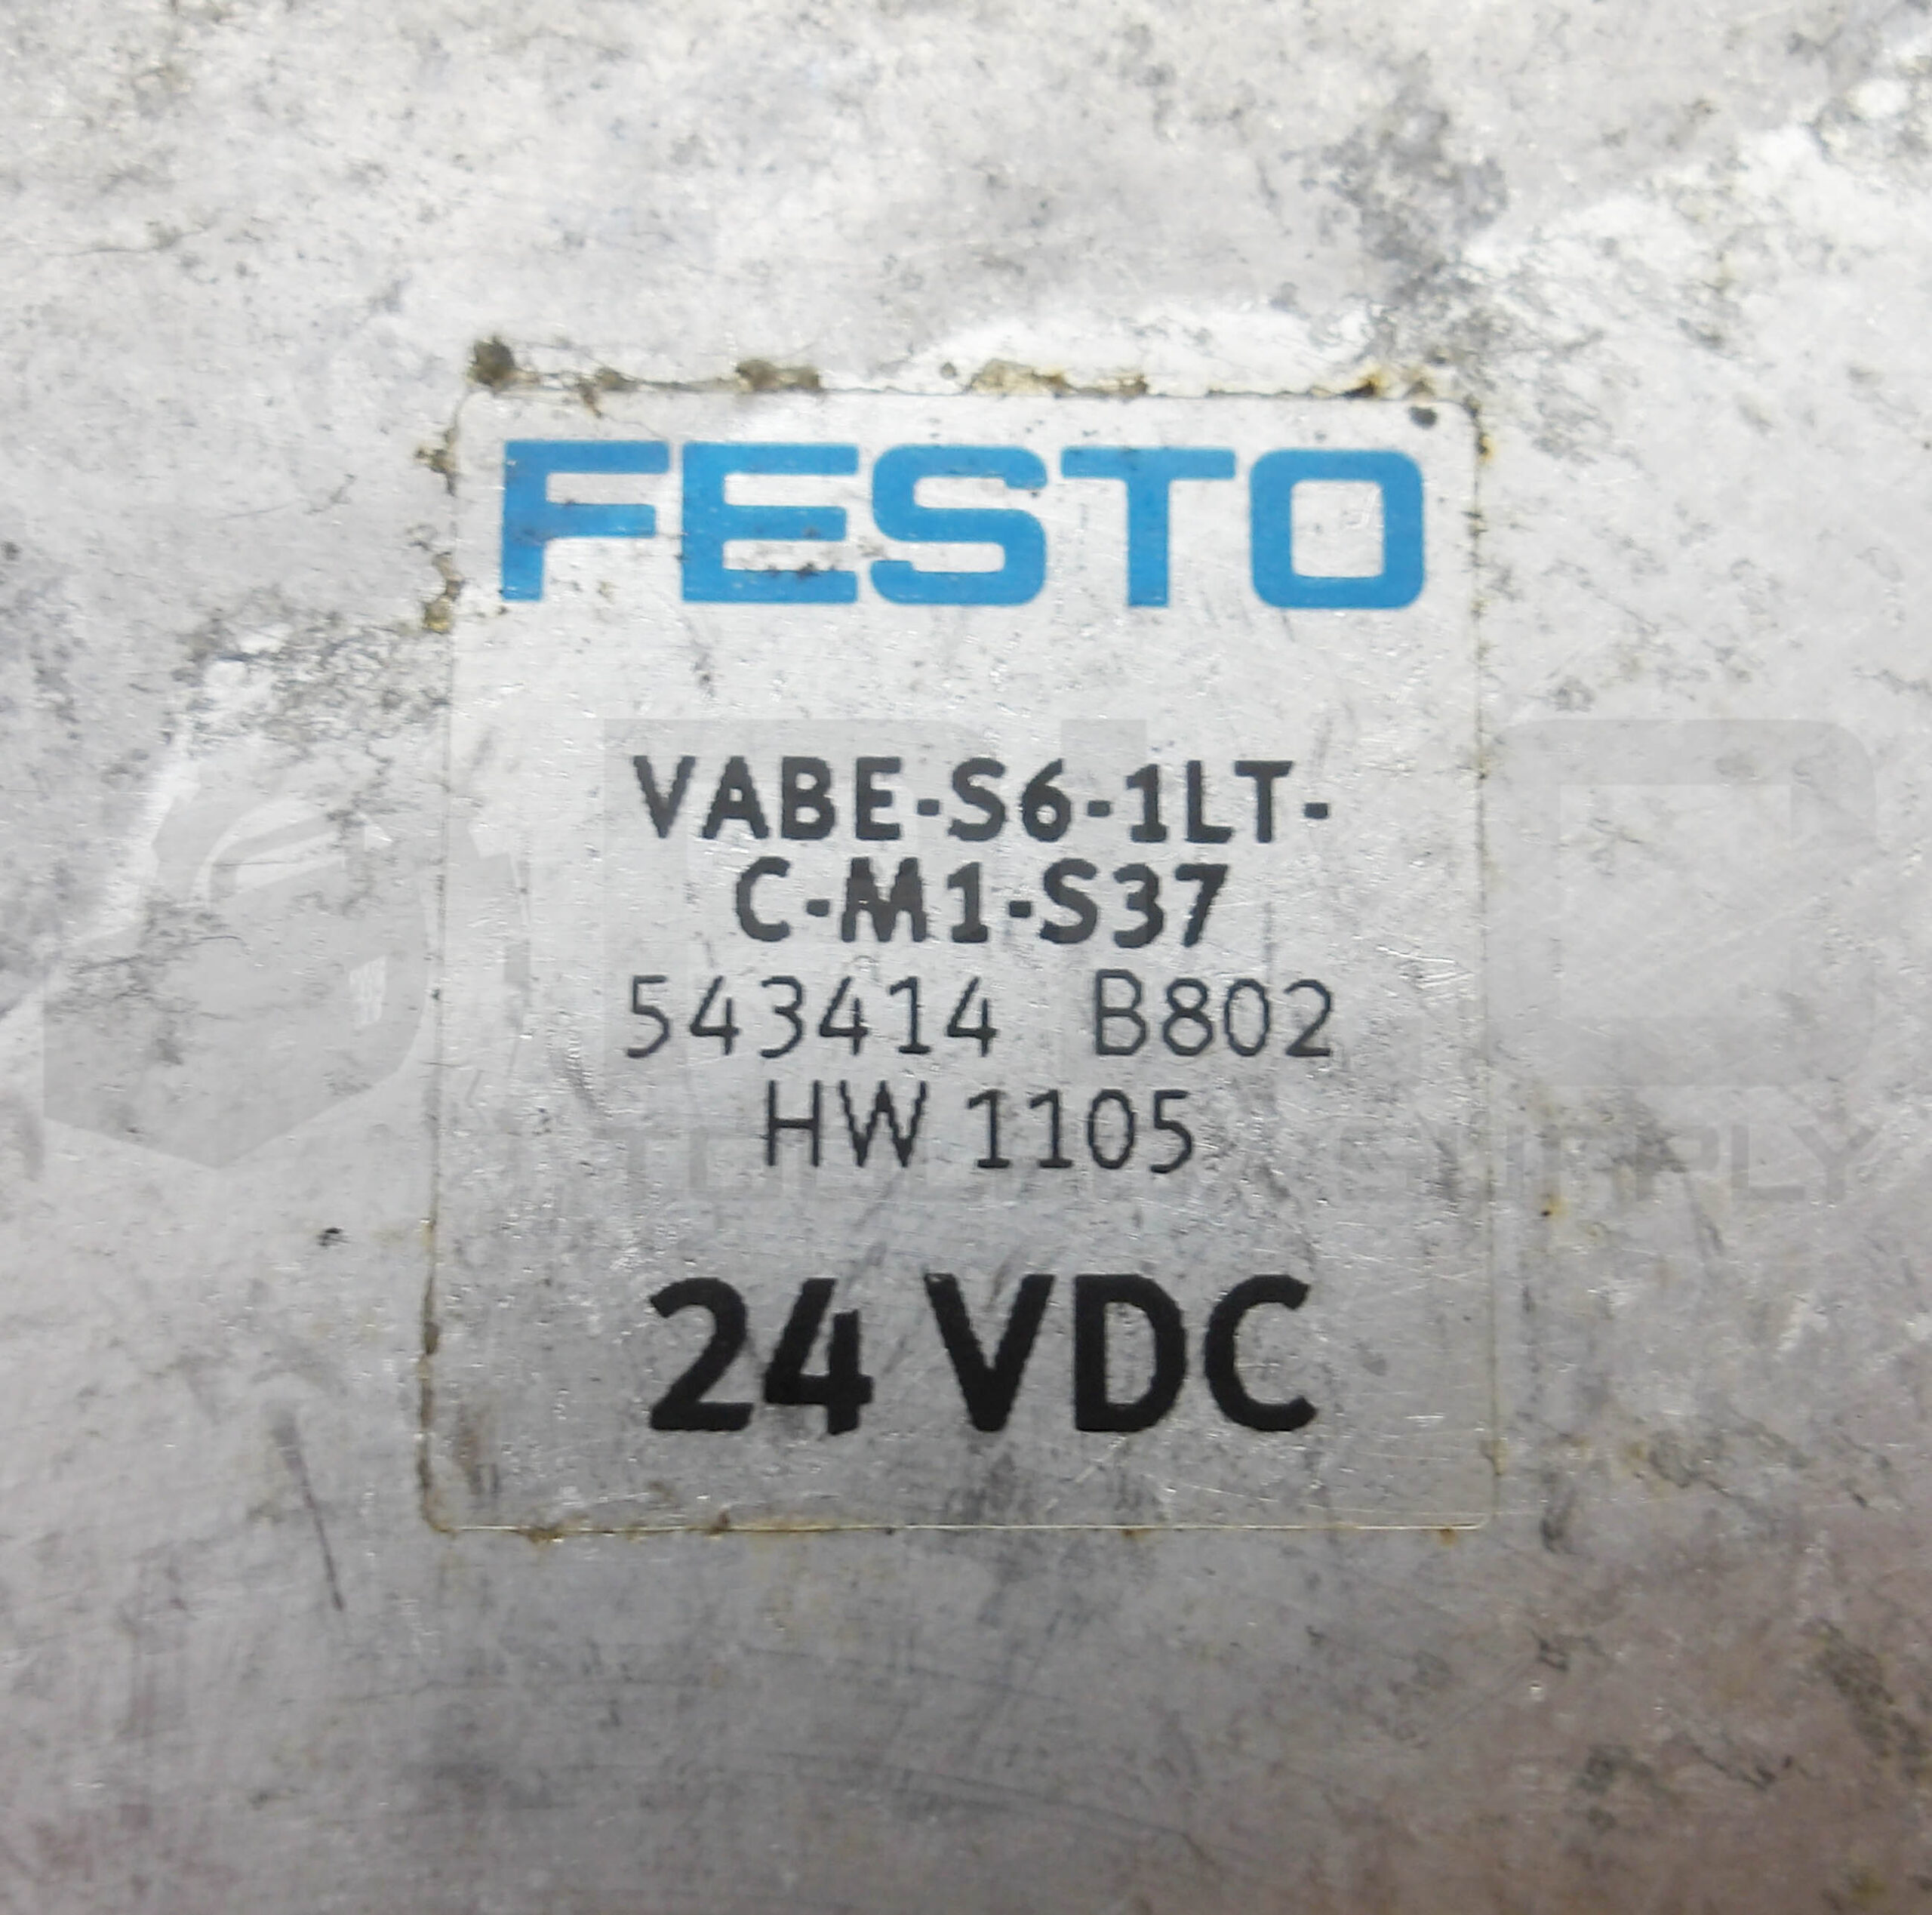 FESTO
VABE-S6-1LT-
C-M1-S37
543414 B802
HW 1105
24 VDC